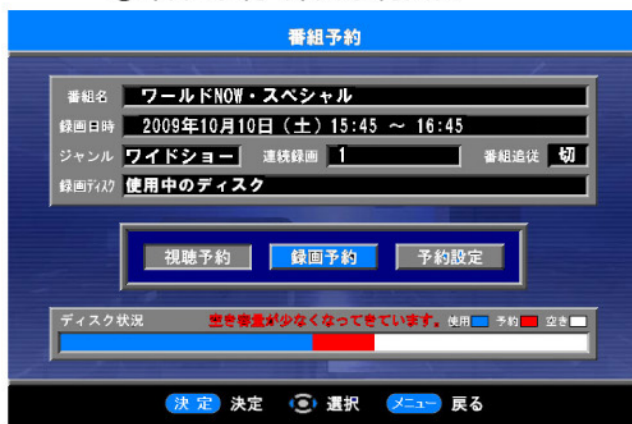 番組予約
番組名 ワールドNOW・スペシャル
録画日時 2009年10月10日（土）15:45 ～ 16:45
ジャンル ワイドショー 連続録画 1 番組追従 切
録画ディスク 使用中のディスク
視聴予約 録画予約 予約設定
ディスク状況 空き容量が少なくなってきています。 使用 予約 空き
決定 決定 選択 メニュー 戻る